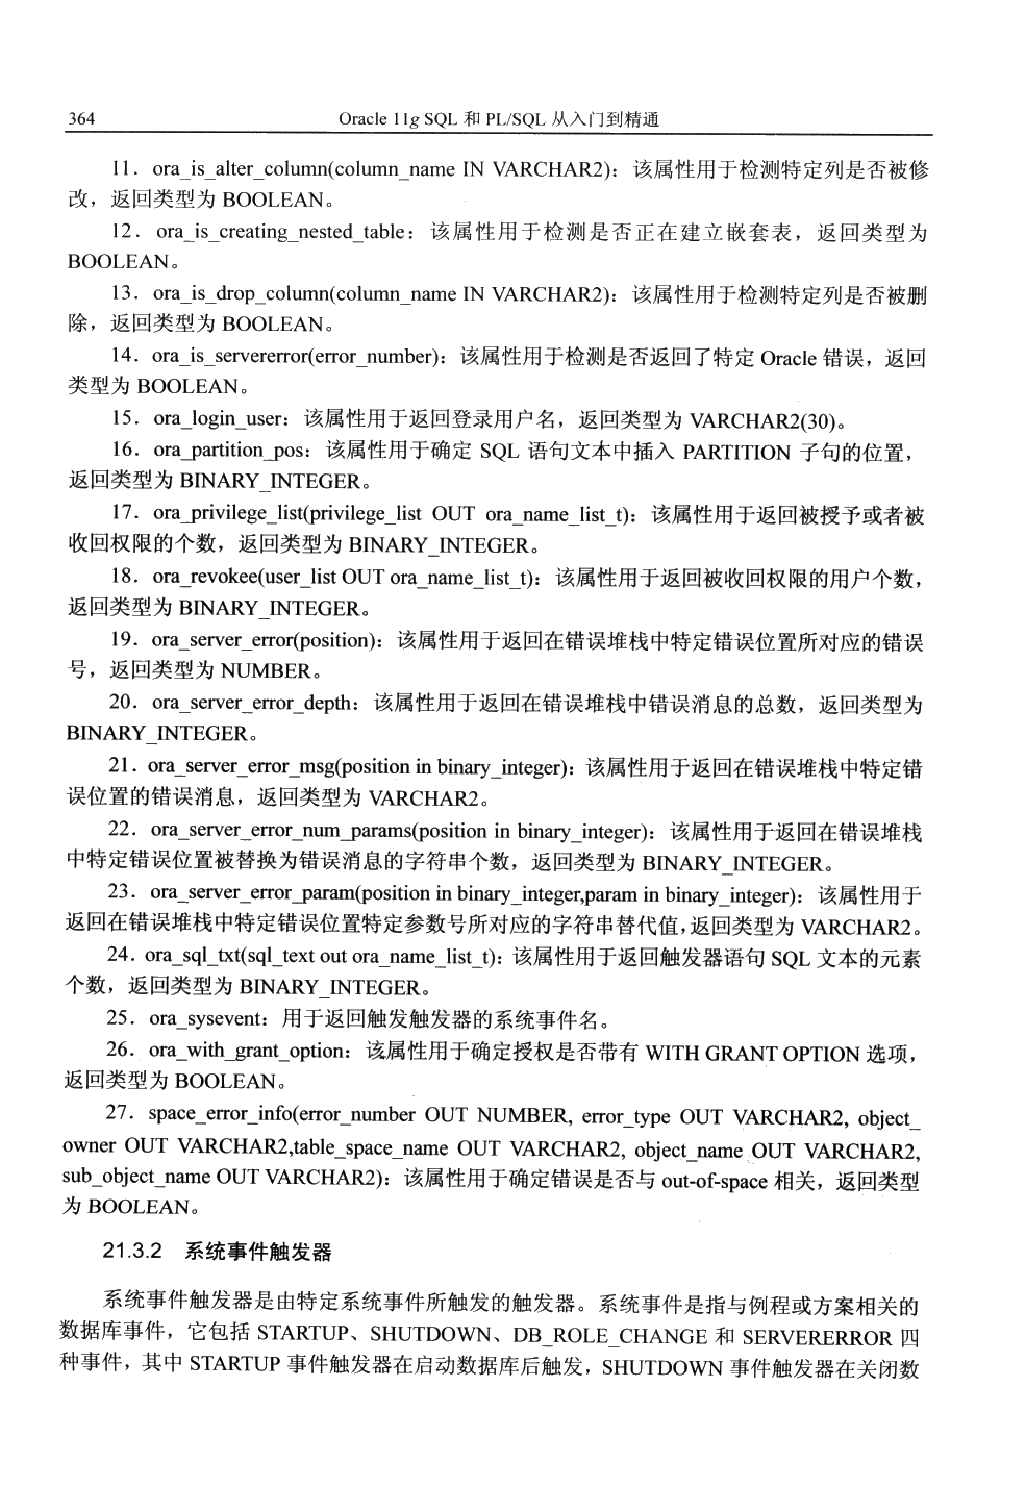 364
Oracle 11g SQL 和 PL/SQL 从入门到精通
11．ora_is_alter_column(column_name IN VARCHAR2)：该属性用于检测特定列是否被修
改，返回类型为 BOOLEAN。
12．ora_is_creating_nested_table：该属性用于检测是否正在建立嵌套表，返回类型为
BOOLEAN。
13．ora_is_drop_column(column_name IN VARCHAR2)：该属性用于检测特定列是否被删
除，返回类型为 BOOLEAN。
14．ora_is_servererror(error_number)：该属性用于检测是否返回了特定 Oracle 错误，返回
类型为 BOOLEAN。
15．ora_login_user：该属性用于返回登录用户名，返回类型为 VARCHAR2(30)。
16．ora_partition_pos：该属性用于确定 SQL 语句文本中插入 PARTITION 子句的位置，
返回类型为 BINARY_INTEGER。
17．ora_privilege_list(privilege_list OUT ora_name_list_t)：该属性用于返回被授予或者被
收回权限的个数，返回类型为 BINARY_INTEGER。
18．ora_revokee(user_list OUT ora_name_list_t)：该属性用于返回被收回权限的用户个数，
返回类型为 BINARY_INTEGER。
19．ora_server_error(position)：该属性用于返回在错误堆栈中特定错误位置所对应的错误
号，返回类型为 NUMBER。
20．ora_server_error_depth：该属性用于返回在错误堆栈中错误消息的总数，返回类型为
BINARY_INTEGER。
21．ora_server_error_msg(position in binary_integer)：该属性用于返回在错误堆栈中特定错
误位置的错误消息，返回类型为 VARCHAR2。
22．ora_server_error_num_params(position in binary_integer)：该属性用于返回在错误堆栈
中特定错误位置被替换为错误消息的字符串个数，返回类型为 BINARY_INTEGER。
23．ora_server_error_param(position in binary_integer,param in binary_integer)：该属性用于
返回在错误堆栈中特定错误位置特定参数号所对应的字符串替代值，返回类型为 VARCHAR2。
24．ora_sql_txt(sql_text out ora_name_list_t)：该属性用于返回触发器语句 SQL 文本的元素
个数，返回类型为 BINARY_INTEGER。
25．ora_sysevent：用于返回触发触发器的系统事件名。
26．ora_with_grant_option：该属性用于确定授权是否带有 WITH GRANT OPTION 选项，
返回类型为 BOOLEAN。
27．space_error_info(error_number OUT NUMBER, error_type OUT VARCHAR2, object_
owner OUT VARCHAR2,table_space_name OUT VARCHAR2, object_name OUT VARCHAR2,
sub_object_name OUT VARCHAR2)：该属性用于确定错误是否与 out-of-space 相关，返回类型
为 BOOLEAN。
21.3.2 系统事件触发器
系统事件触发器是由特定系统事件所触发的触发器。系统事件是指与例程或方案相关的
数据库事件，它包括 STARTUP、SHUTDOWN、DB_ROLE_CHANGE 和 SERVERERROR 四
种事件，其中 STARTUP 事件触发器在启动数据库后触发，SHUTDOWN 事件触发器在关闭数